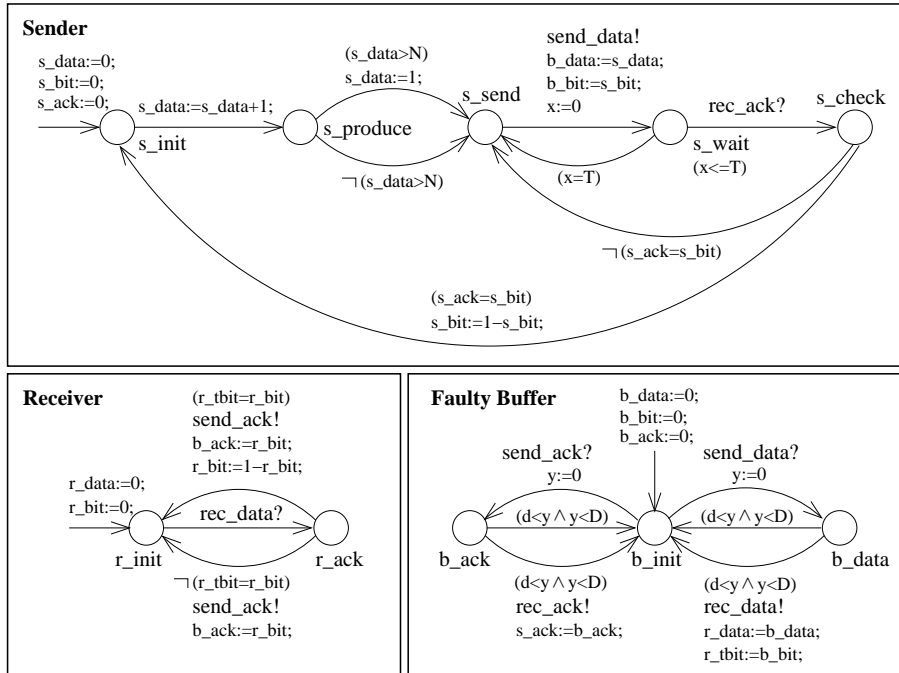 Sender
s_data:=0;
s_bit:=0;
s_ack:=0;
s_init
s_data:=s_data+1;
(s_data>N)
s_data:=1;
s_produce
¬(s_data>N)
s_send
send_data!
b_data:=s_data;
b_bit:=s_bit;
x:=0
(x=T)
rec_ack?
s_wait
(x<=T)
s_check
¬(s_ack=s_bit)
(s_ack=s_bit)
s_bit:=1−s_bit;
Receiver
(r_tbit=r_bit)
send_ack!
b_ack:=r_bit;
r_bit:=1−r_bit;
r_data:=0;
r_bit:=0;
rec_data?
r_init
r_ack
¬(r_tbit=r_bit)
send_ack!
b_ack:=r_bit;
Faulty Buffer
b_data:=0;
b_bit:=0;
b_ack:=0;
send_ack?
y:=0
send_data?
y:=0
(d<y∧y<D)
(d<y∧y<D)
b_ack
b_init
b_data
(d<y∧y<D)
rec_ack!
s_ack:=b_ack;
(d<y∧y<D)
rec_data!
r_data:=b_data;
r_tbit:=b_bit;